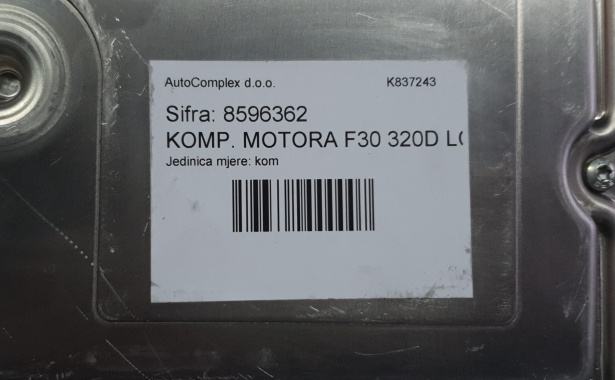 AutoComplex d.o.o. K837243
Sifra: 8596362
KOMP. MOTORA F30 320D
Jedinica mjere: kom